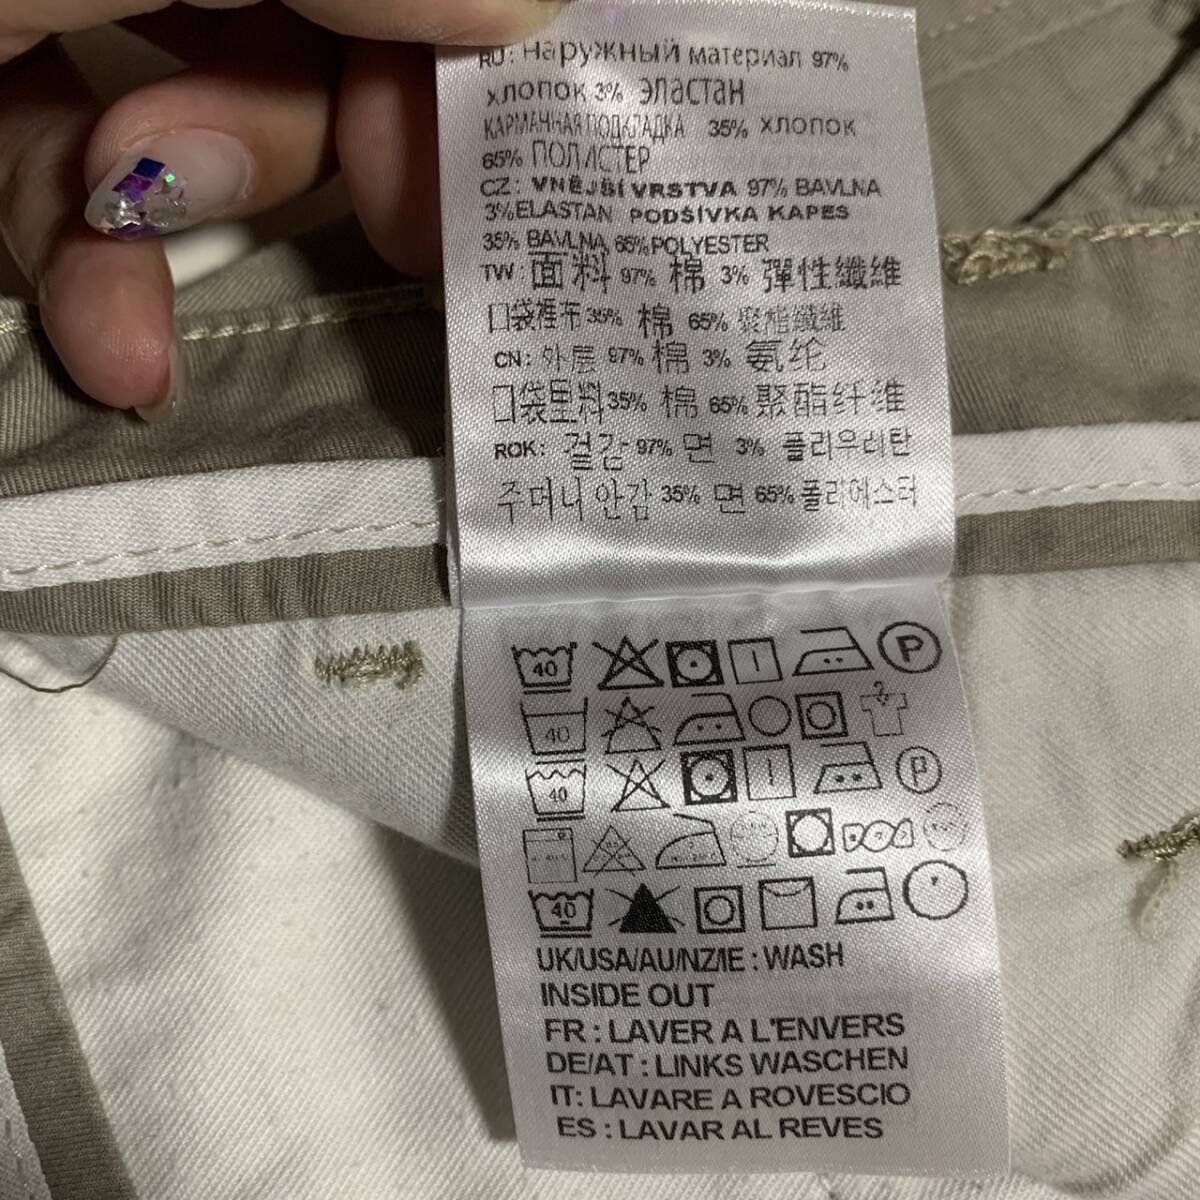 RU: Наружный материал 97%
хлопок 3% эластан
КАРМАННАЯ ПОДКЛАДКА 35% хлопок
65% ПОЛИСТЕР
CZ: VNĚJŠÍ VRSTVA 97% BAVLNA
3% ELASTAN PODŠÍVKA KAPES
35% BAVLNA, 65% POLYESTER
TW: 面料 97% 棉 3% 彈性纖維
口袋裡布 35% 棉 65% 聚酯纖維
CN: 外层 97% 棉 3% 氨纶
口袋里料 35% 棉 65% 聚酯纤维
ROK: 겉감 97% 면 3% 폴리우레탄
주머니 안감 35% 면 65% 폴리에스터
40 P
40
40 P
40
UK/USA/AU/NZ/IE : WASH
INSIDE OUT
FR : LAVER A L'ENVERS
DE/AT : LINKS WASCHEN
IT: LAVARE A ROVESCIO
ES : LAVAR AL REVES